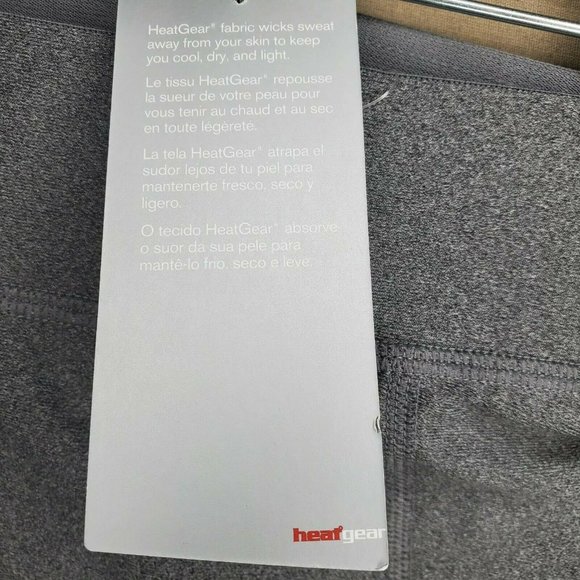 HeatGear® fabric wicks sweat
away from your skin to keep
you cool, dry, and light.
Le tissu HeatGear® repousse
la sueur de votre peau pour
vous tenir au chaud et au sec
en toute légèreté.
La tela HeatGear® atrapa el
sudor lejos de tu piel para
mantenerte fresco, seco y
ligero.
O tecido HeatGear® absorve
o suor da sua pele para
mantê-lo frio, seco e leve.
heatgear